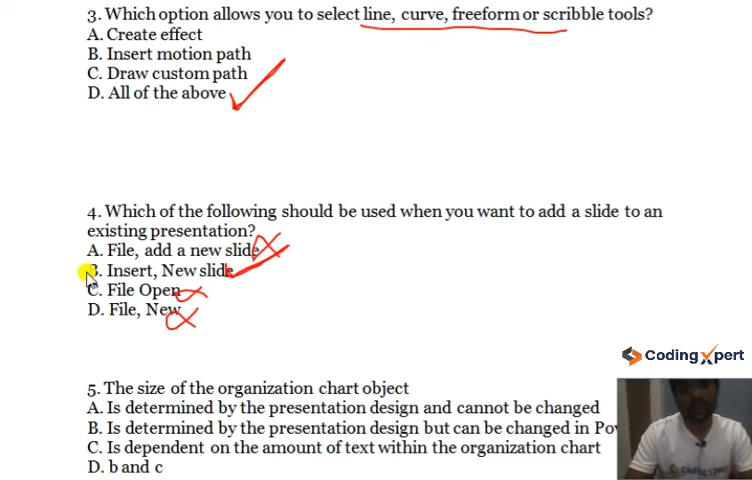 3. Which option allows you to select line, curve, freeform or scribble tools?
A. Create effect
B. Insert motion path
C. Draw custom path
D. All of the above
4. Which of the following should be used when you want to add a slide to an
existing presentation?
A. File, add a new slide
B. Insert, New slide
C. File Open
D. File, New
CodingXpert
5. The size of the organization chart object
A. Is determined by the presentation design and cannot be changed
B. Is determined by the presentation design but can be changed in
C. Is dependent on the amount of text within the organization chart
D. b and c